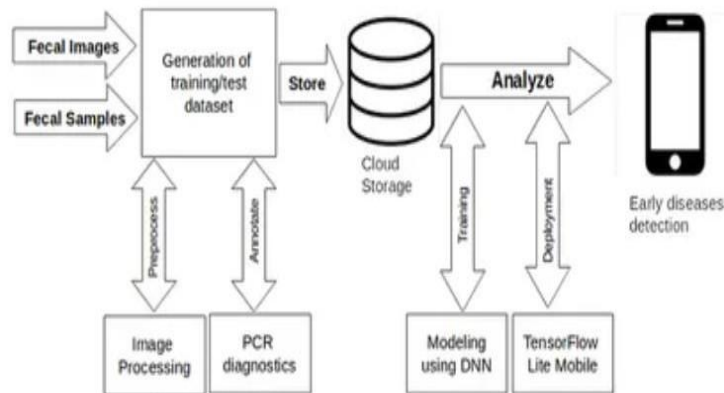 Fecal Images
Fecal Samples
Generation of
training/test
dataset
Store
Cloud
Storage
Analyze
Early diseases
detection
Preprocess
Annotate
Training
Deployment
Image
Processing
PCR
diagnostics
Modeling
using DNN
TensorFlow
Lite Mobile